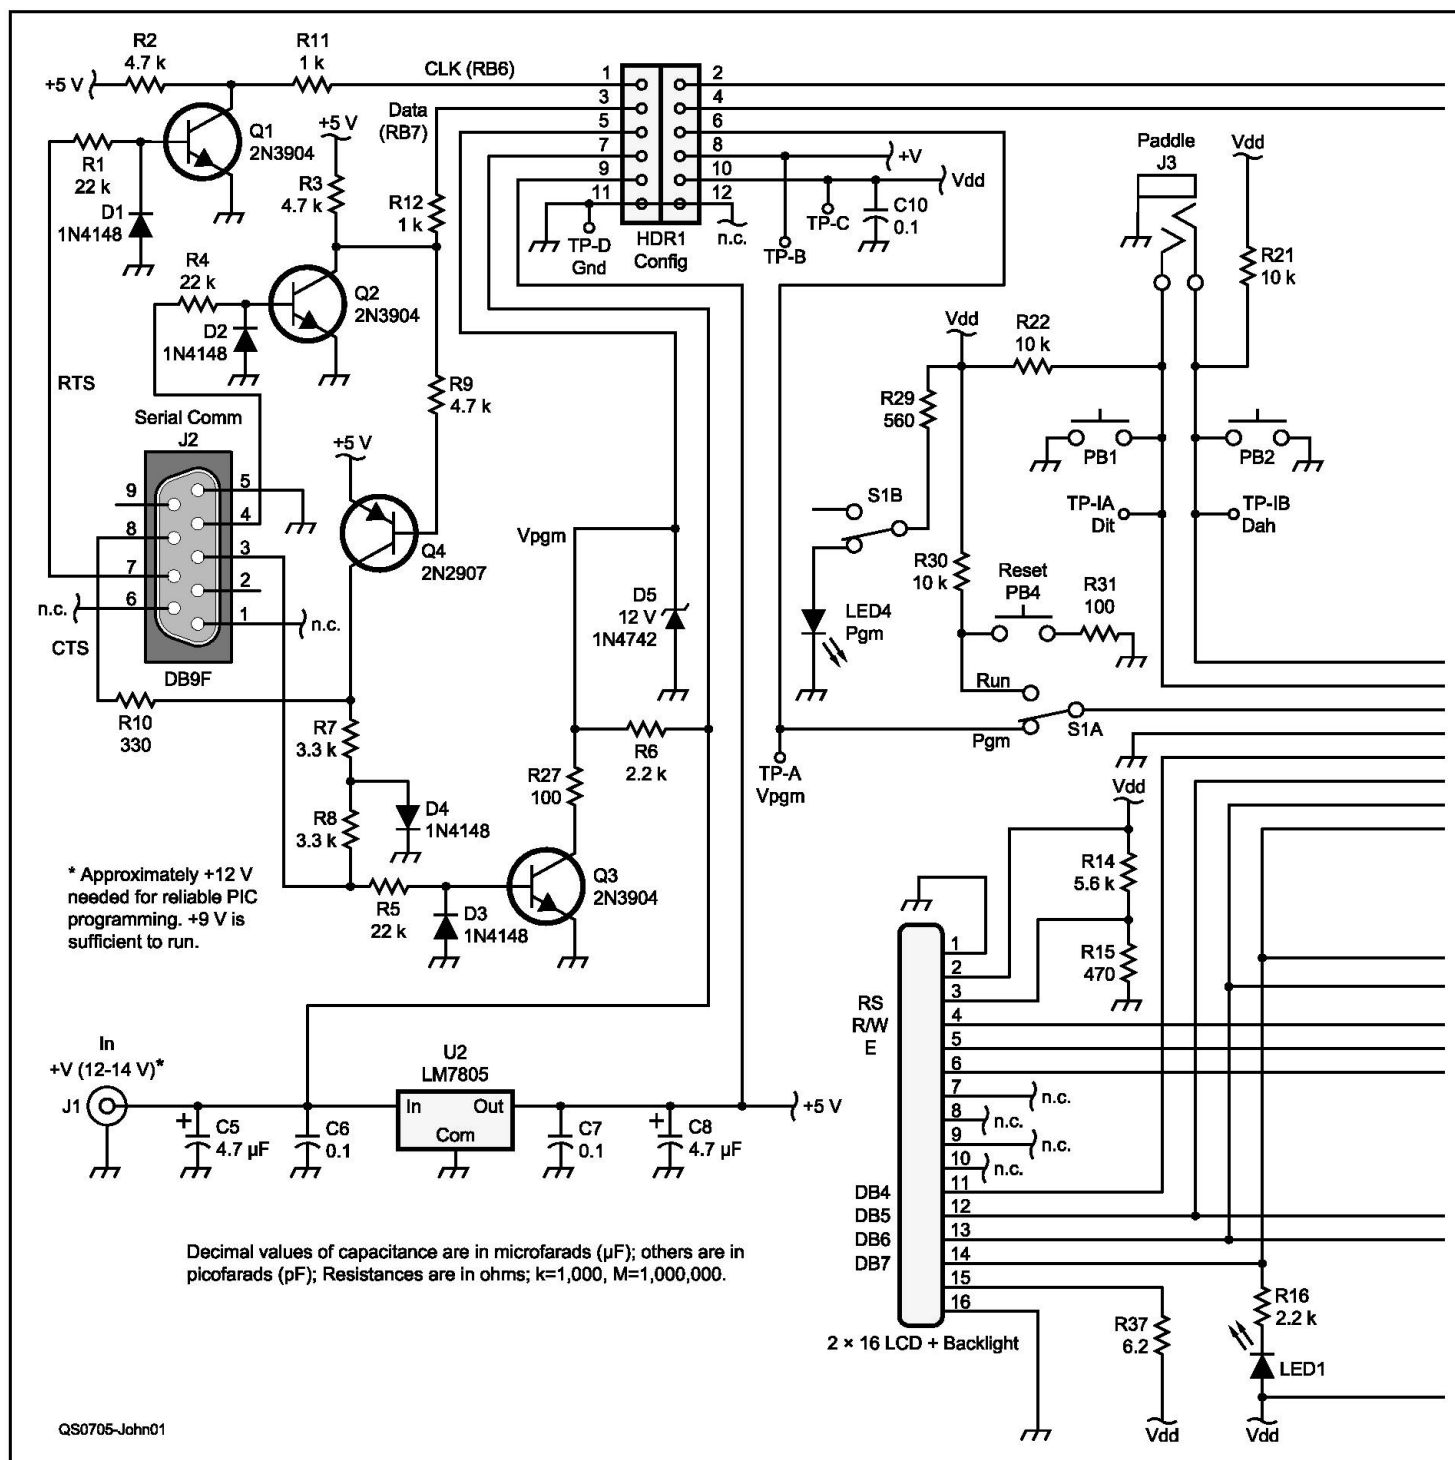 R2
4.7 k
+5 V
R11
1 k
CLK (RB6)
Data
(RB7)
1
3
5
7
9
11
2
4
6
8
10
12
HDR1
Config
+V
Vdd
TP-D
Gnd
n.c.
TP-B
TP-C
C10
0.1
R1
22 k
Q1
2N3904
D1
1N4148
+5 V
R3
4.7 k
R12
1 k
R4
22 k
Q2
2N3904
D2
1N4148
RTS
Serial Comm
J2
R9
4.7 k
+5 V
9
8
7
6
5
4
3
2
1
n.c.
n.c.
CTS
DB9F
Q4
2N2907
Vpgm
D5
12 V
1N4742
R10
330
R7
3.3 k
R8
3.3 k
D4
1N4148
R27
100
R6
2.2 k
R5
22 k
D3
1N4148
Q3
2N3904
* Approximately +12 V
needed for reliable PIC
programming. +9 V is
sufficient to run.
In
+V (12-14 V)*
J1
C5
4.7 µF
+
C6
0.1
U2
LM7805
In
Out
Com
C7
0.1
+
C8
4.7 µF
+5 V
Decimal values of capacitance are in microfarads (µF); others are in
picofarads (pF); Resistances are in ohms; k=1,000, M=1,000,000.
QS0705-John01
Paddle
J3
Vdd
R21
10 k
Vdd
R22
10 k
R29
560
PB1
PB2
S1B
TP-IA
Dit
TP-IB
Dah
R30
10 k
Reset
PB4
R31
100
LED4
Pgm
Run
Pgm
S1A
TP-A
Vpgm
Vdd
R14
5.6 k
R15
470
1
2
3
4
5
6
7
8
9
10
11
12
13
14
15
16
RS
R/W
E
n.c.
n.c.
n.c.
n.c.
DB4
DB5
DB6
DB7
2 × 16 LCD + Backlight
R37
6.2
Vdd
R16
2.2 k
LED1
Vdd